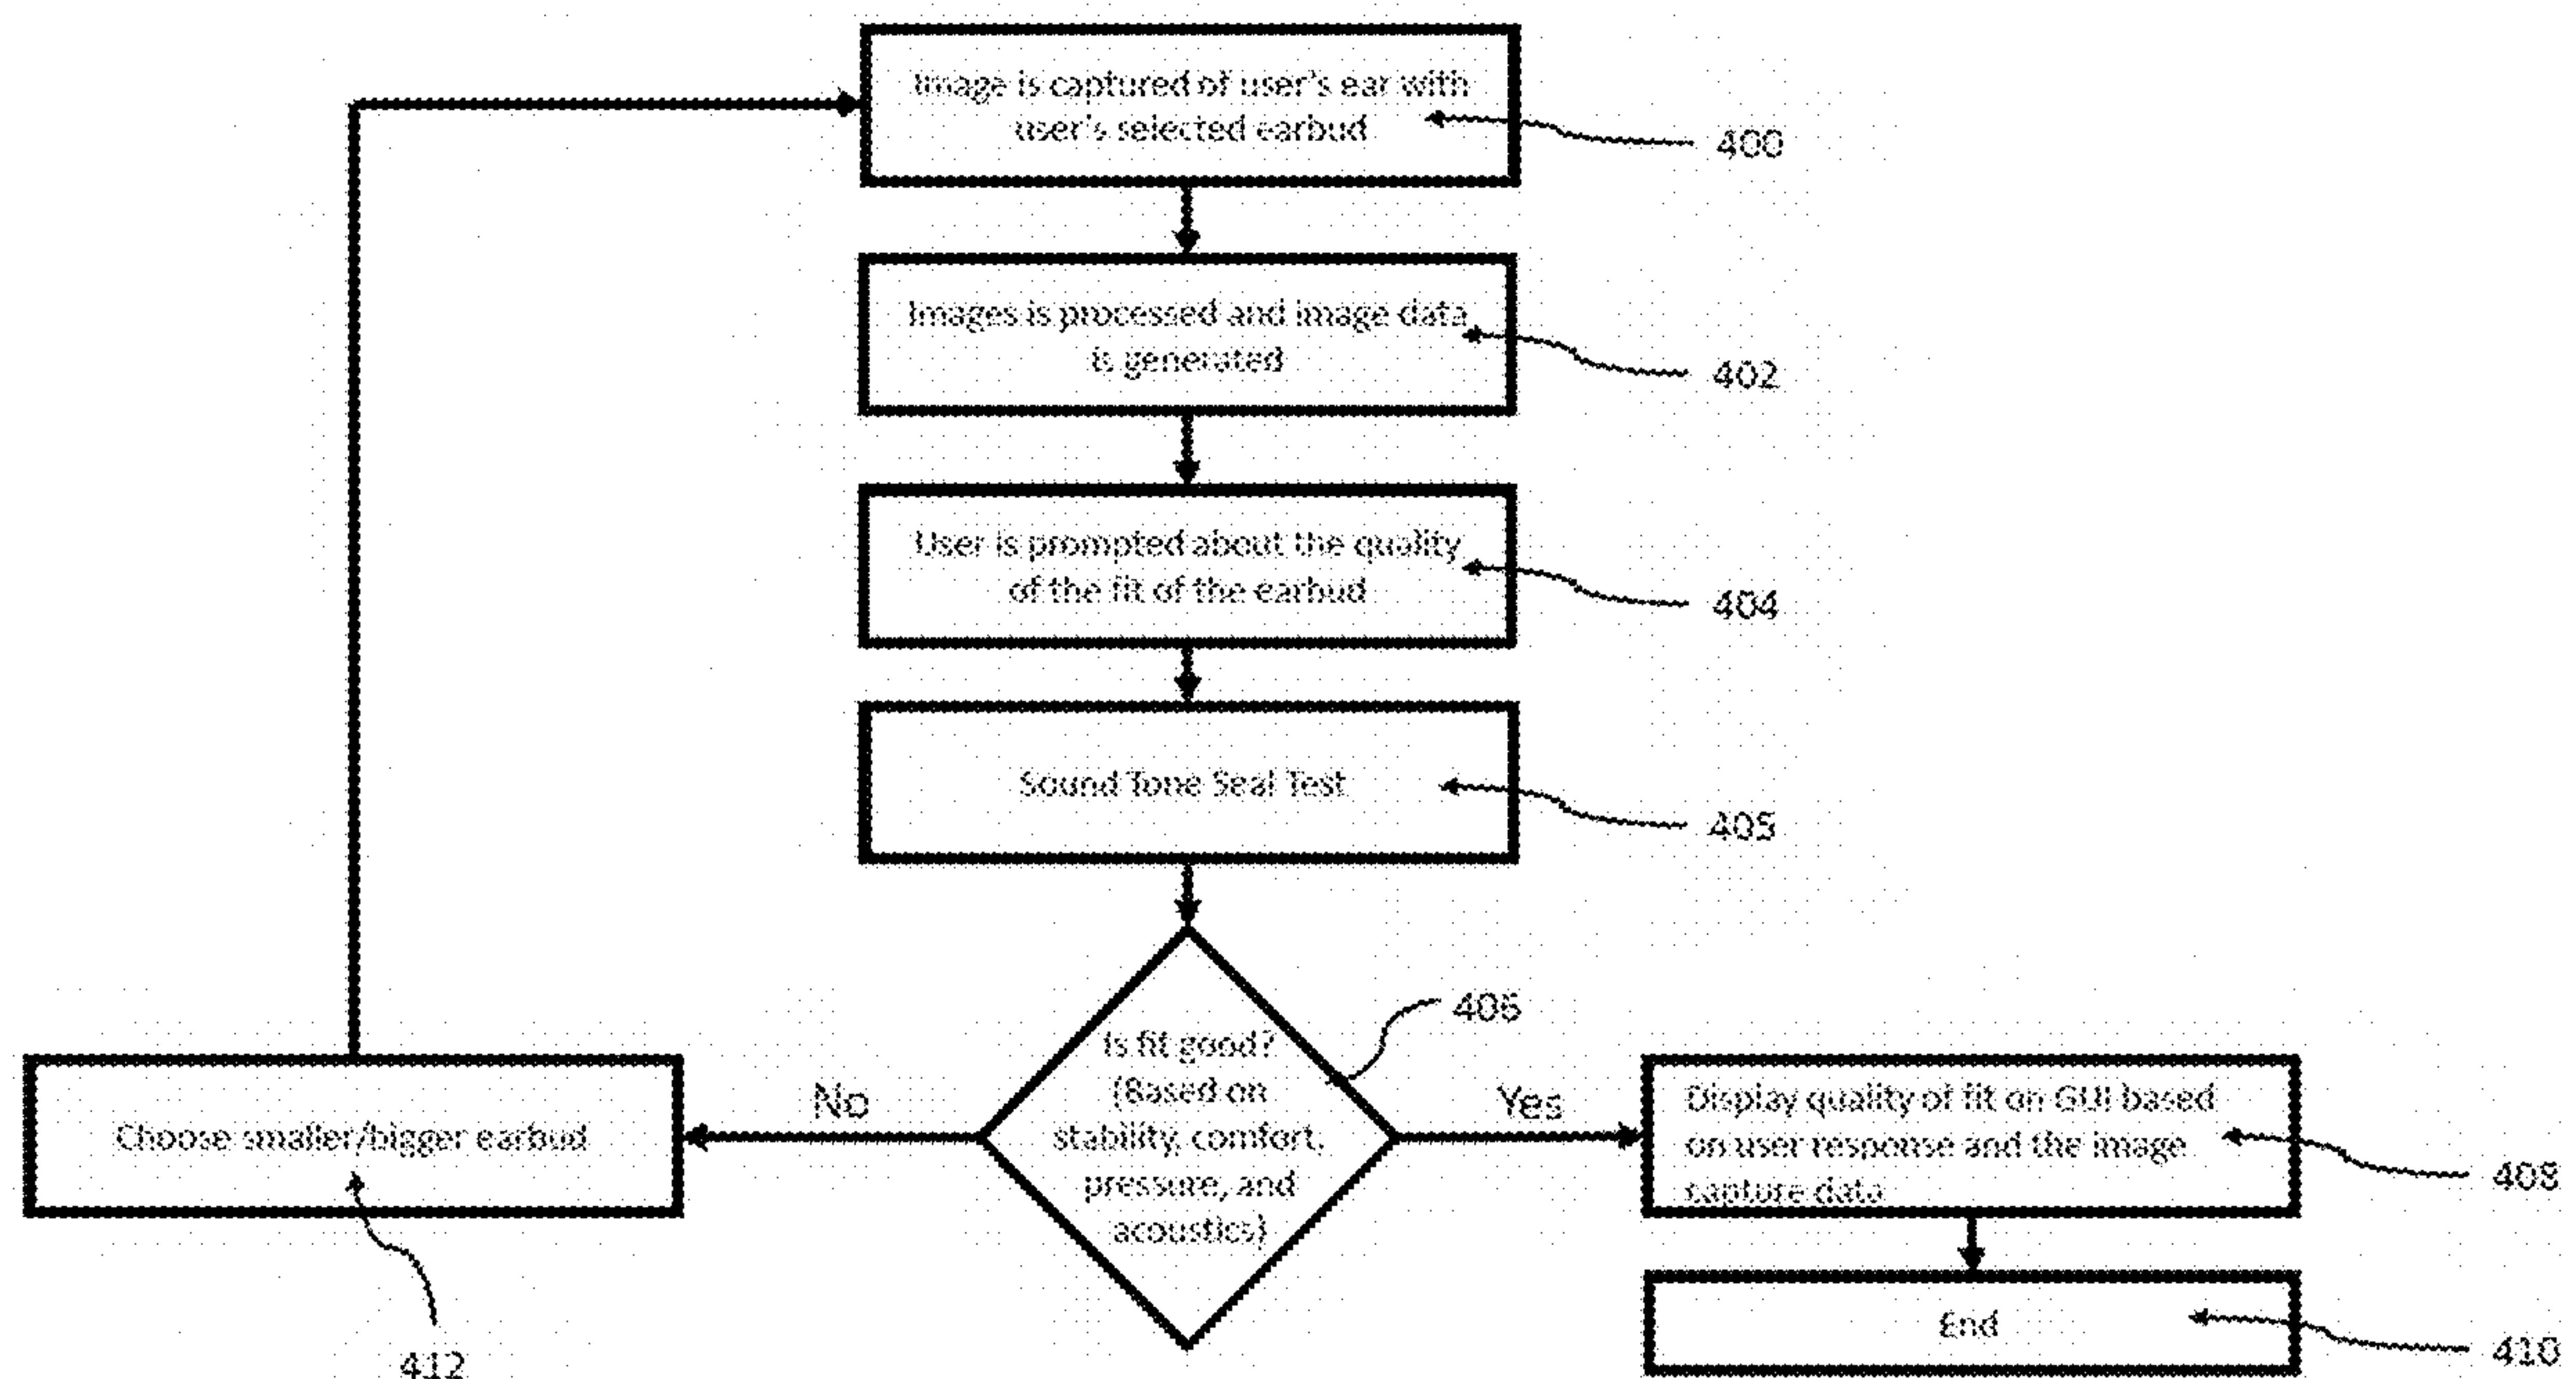 Image is captured of user's ear with
user's selected earbud
400
Images is processed and image data
is generated
402
User is prompted about the quality
of the fit of the earbud
404
Sound Tone Seal Test
405
Is fit good?
(Based on
stability, comfort,
pressure, and
acoustics)
406
No
Yes
Choose smaller/bigger earbud
412
Display quality of fit on GUI based
on user response and the image
capture data
408
End
410